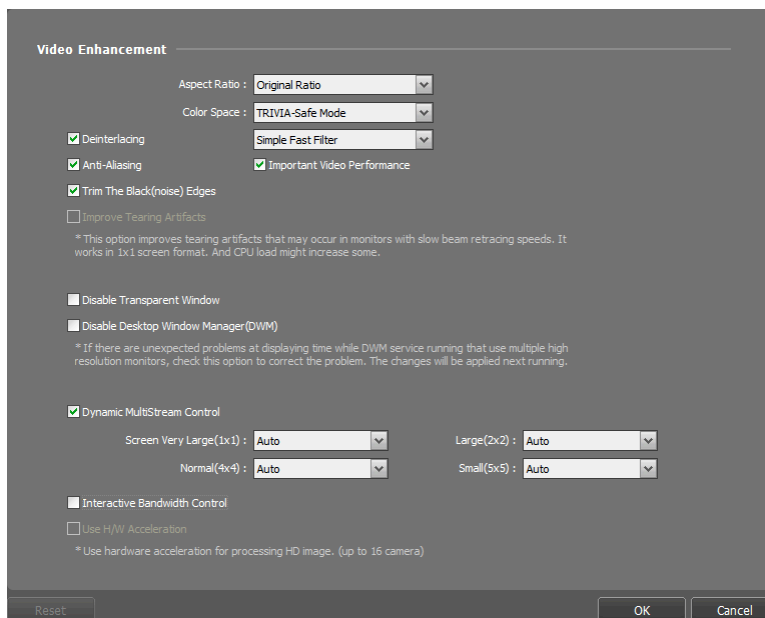 Video Enhancement
Aspect Ratio : Original Ratio
Color Space : TRIVIA-Safe Mode
Deinterlacing Simple Fast Filter
Anti-Aliasing Important Video Performance
Trim The Black(noise) Edges
Improve Tearing Artifacts
* This option improves tearing artifacts that may occur in monitors with slow beam retracing speeds. It
works in 1x1 screen format. And CPU load might increase some.
Disable Transparent Window
Disable Desktop Window Manager(DWM)
* If there are unexpected problems at displaying time while DWM service running that use multiple high
resolution monitors, check this option to correct the problem. The changes will be applied next running.
Dynamic MultiStream Control
Screen Very Large(1x1) : Auto Large(2x2) : Auto
Normal(4x4) : Auto Small(5x5) : Auto
Interactive Bandwidth Control
Use H/W Acceleration
* Use hardware acceleration for processing HD image. (up to 16 camera)
Reset OK Cancel